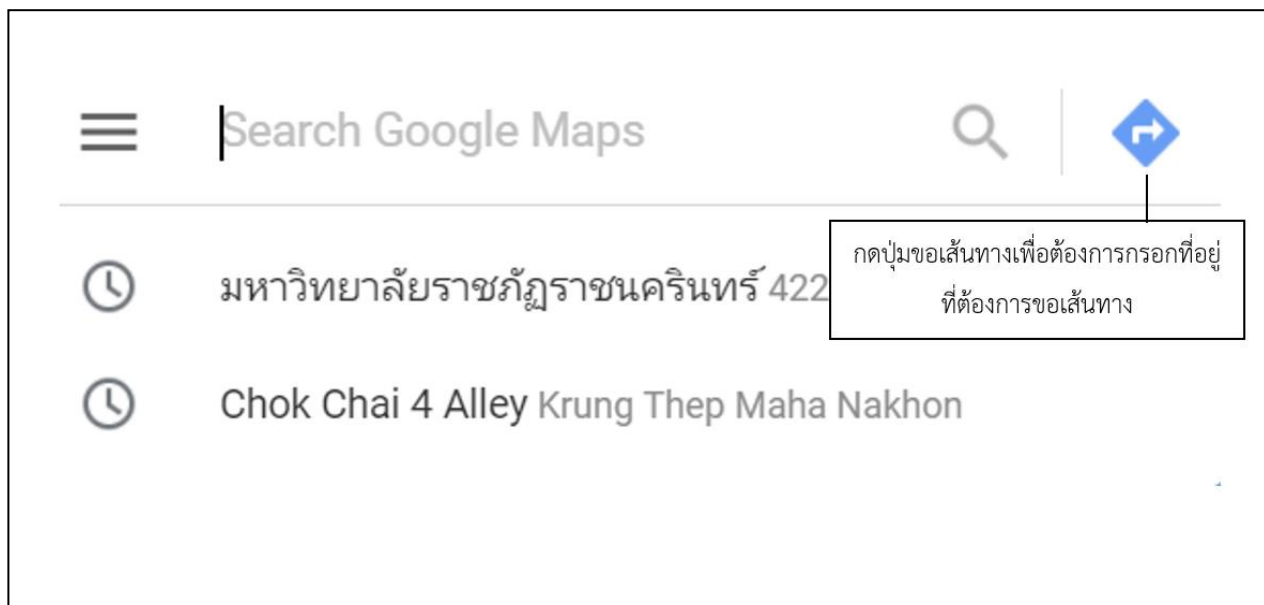 Search Google Maps
กดปุ่มขอเส้นทางเพื่อต้องการกรอกที่อยู่
ที่ต้องการขอเส้นทาง
มหาวิทยาลัยราชภัฏราชนครินทร์ 422
Chok Chai 4 Alley Krung Thep Maha Nakhon